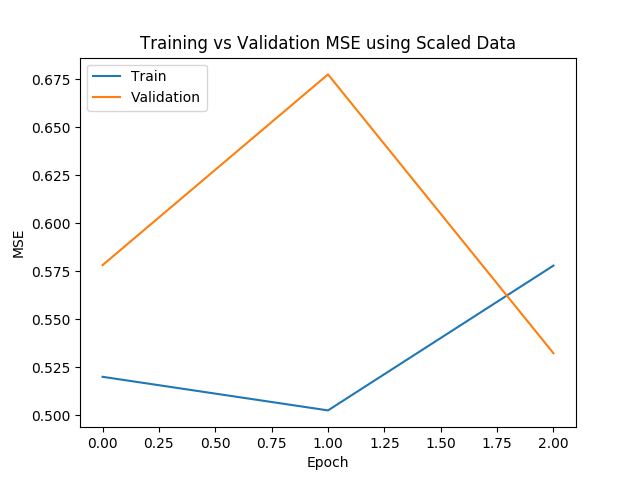 Training vs Validation MSE using Scaled Data
Train
Validation
0.675
0.650
0.625
0.600
0.575
0.550
0.525
0.500
MSE
0.00 0.25 0.50 0.75 1.00 1.25 1.50 1.75 2.00
Epoch